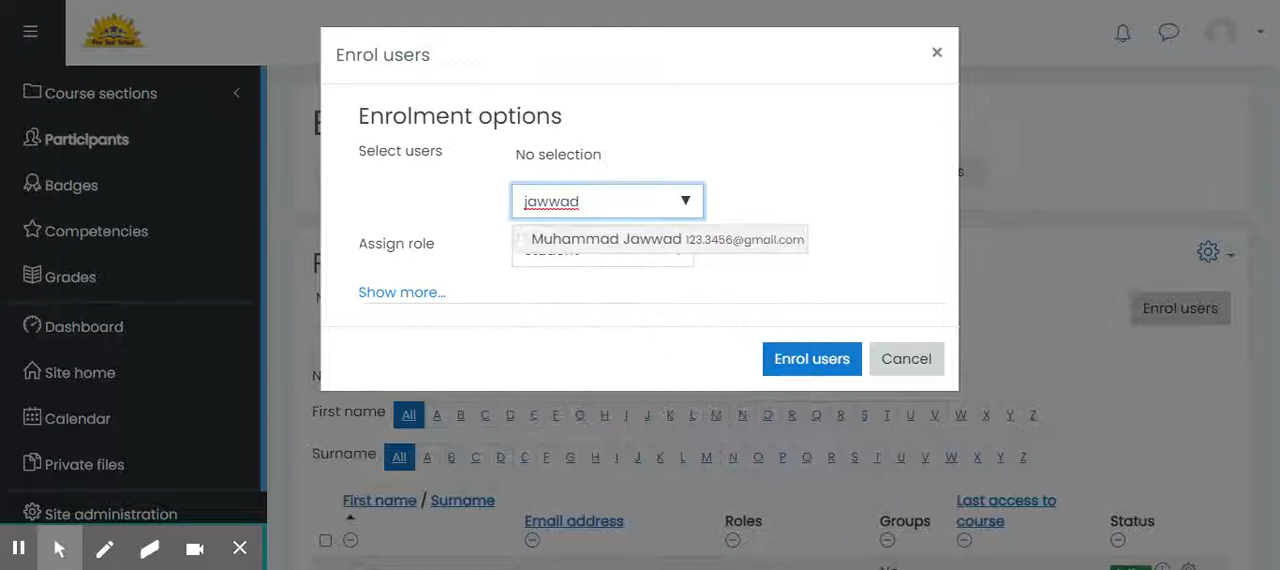 Enrol users
×
Course sections
Participants
Badges
Competencies
Grades
Dashboard
Site home
Calendar
Private files
Site administration
Enrolment options
Select users
No selection
jawwad
Muhammad Jawwad 123.3456@gmail.com
Assign role
Student
Show more...
Enrol users
Cancel
Enrol users
First name All A B C D E F G H I J K L M N O P Q R S T U V W X Y Z
Surname All A B C D E F G H I J K L M N O P Q R S T U V W X Y Z
First name / Surname
Email address
Roles
Groups
Last access to course
Status
No